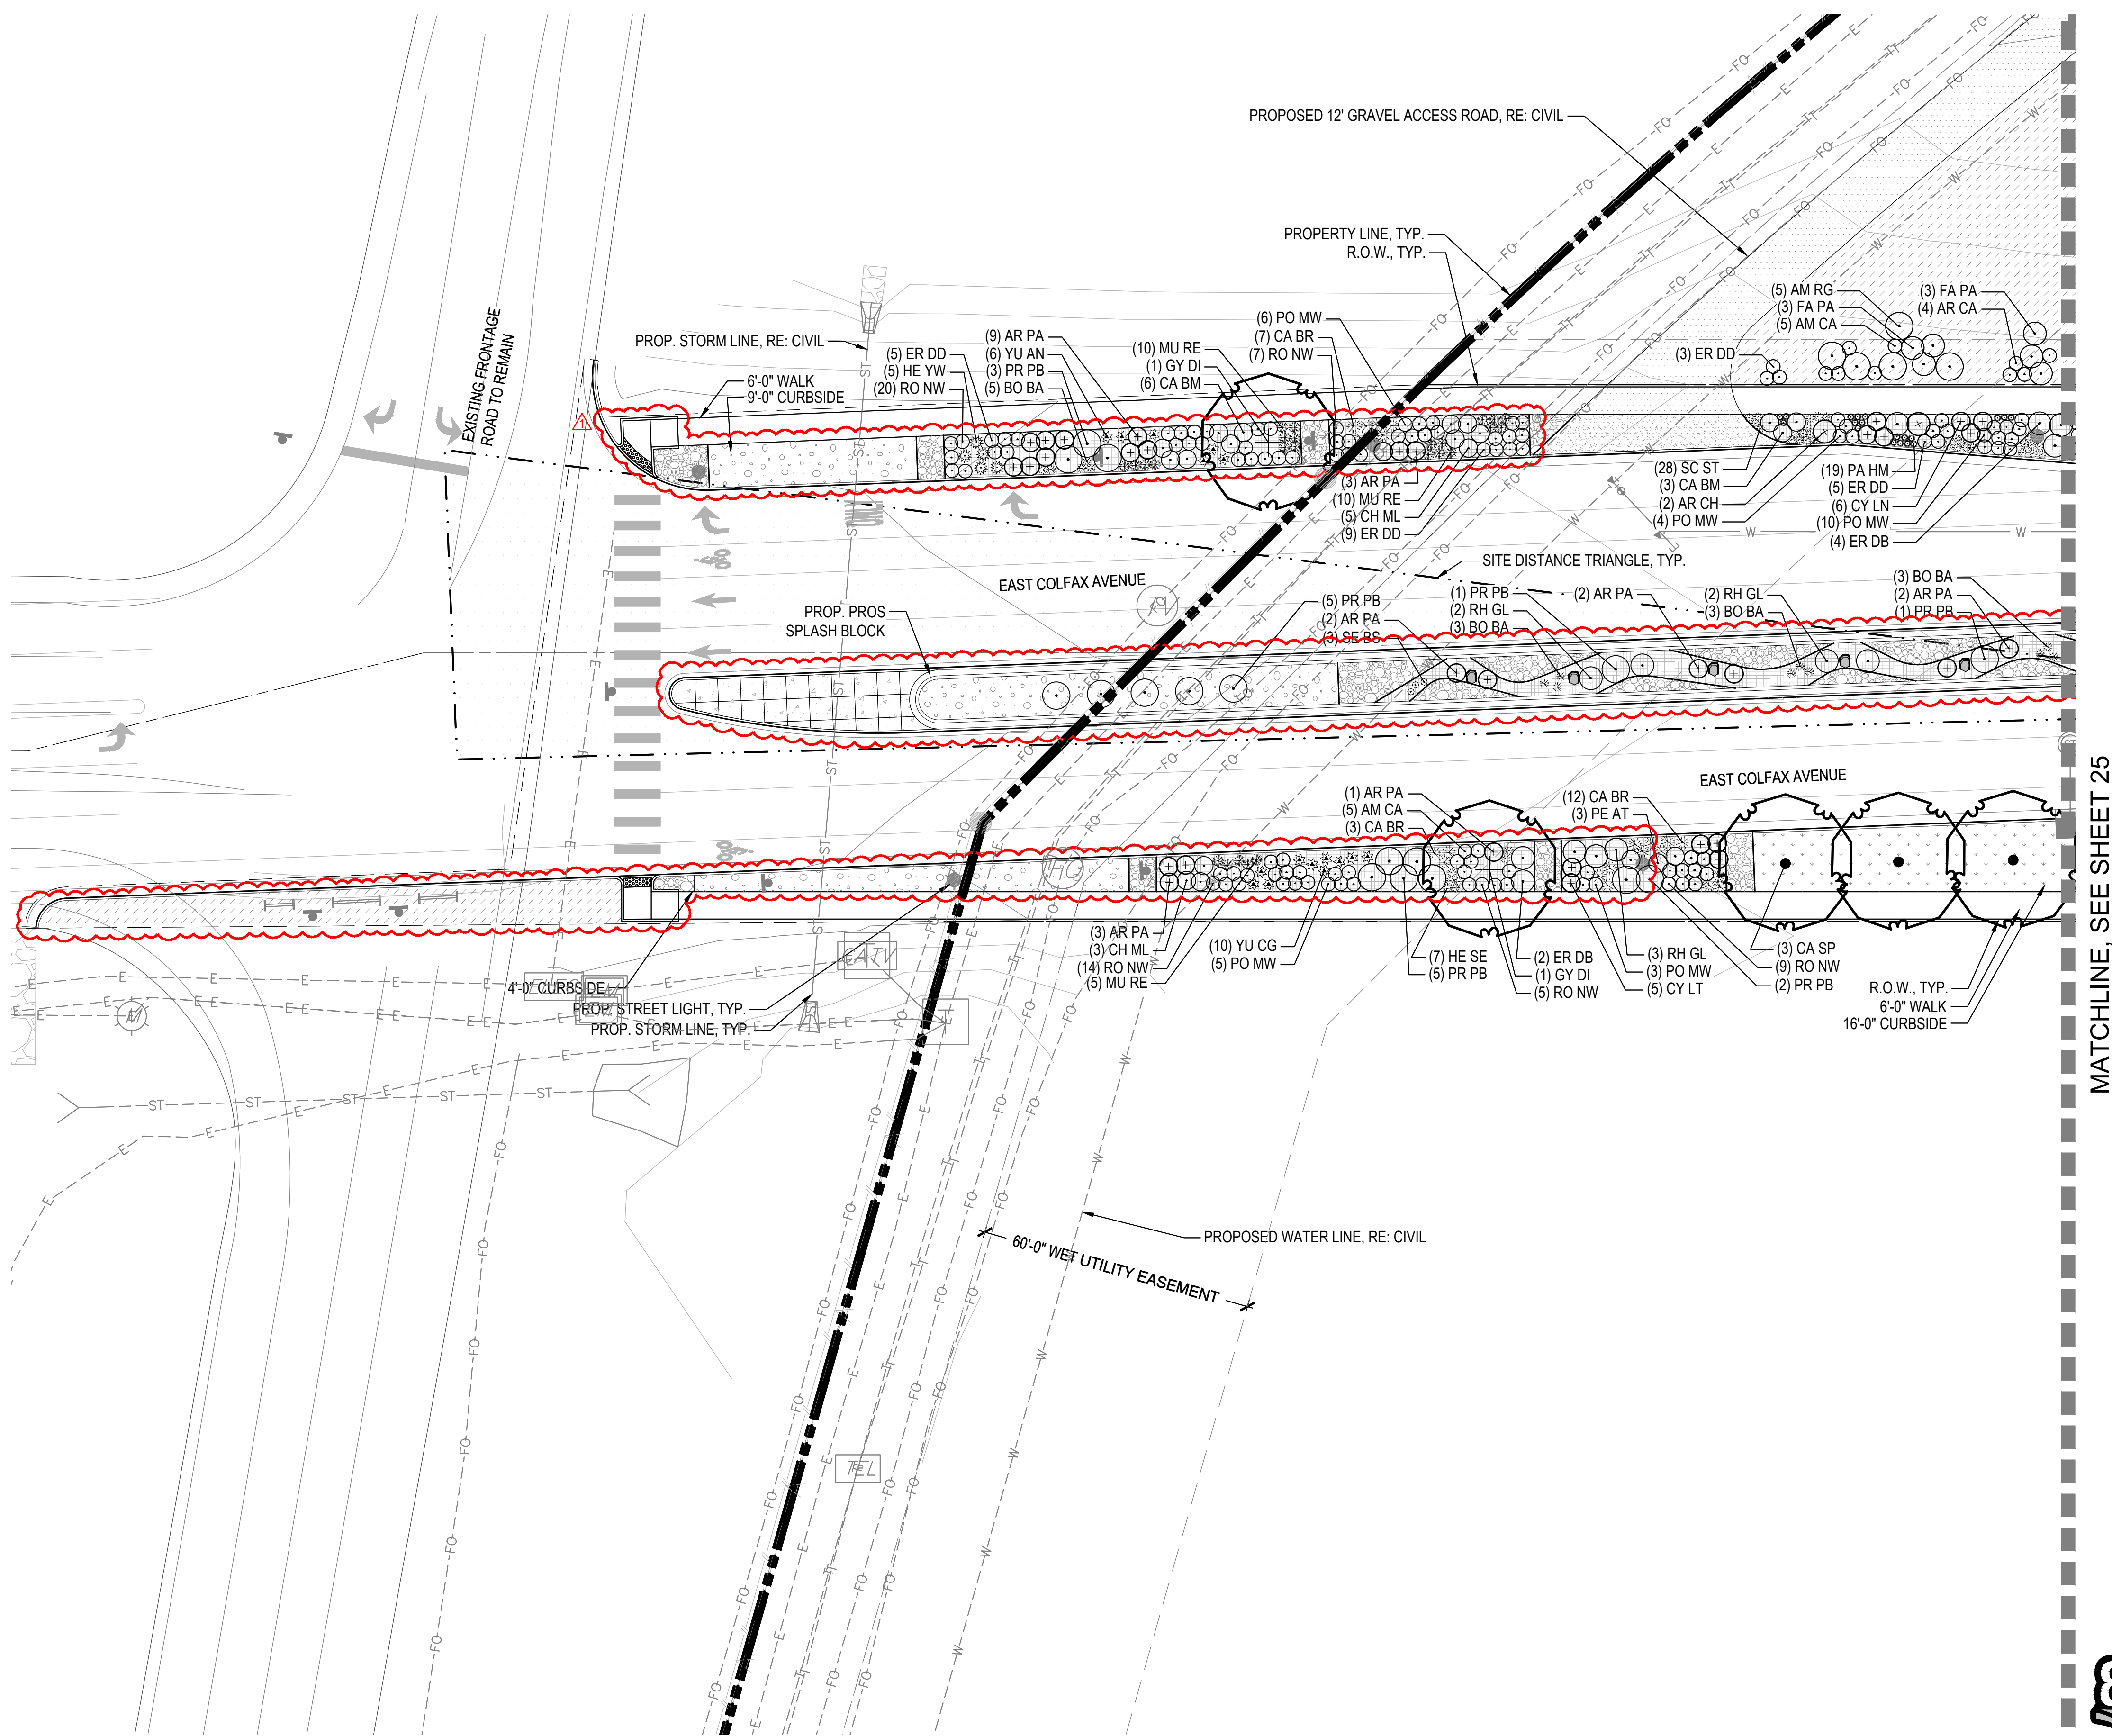 PROPOSED 12' GRAVEL ACCESS ROAD, RE: CIVIL
PROPERTY LINE, TYP.
R.O.W., TYP.
EXISTING FRONTAGE
ROAD TO REMAIN
PROP. STORM LINE, RE: CIVIL
6'-0" WALK
9'-0" CURBSIDE
1
(5) ER DD
(5) HE YW
(20) RO NW
(9) AR PA
(6) YU AN
(3) PR PB
(5) BO BA
(10) MU RE
(1) GY DI
(6) CA BM
(6) PO MW
(7) CA BR
(7) RO NW
(5) AM RG
(3) FA PA
(5) AM CA
(3) FA PA
(4) AR CA
(3) ER DD
(3) AR PA
(10) MU RE
(5) CH ML
(9) ER DD
(28) SC ST
(3) CA BM
(2) AR CH
(4) PO MW
(19) PA HM
(5) ER DD
(6) CY LN
(10) PO MW
(4) ER DB
SITE DISTANCE TRIANGLE, TYP.
EAST COLFAX AVENUE
PROP. PROS
SPLASH BLOCK
(5) PR PB
(2) AR PA
(3) SE BS
(1) PR PB
(2) RH GL
(3) BO BA
(2) AR PA
(2) RH GL
(3) BO BA
(3) BO BA
(2) AR PA
(1) PR PB
EAST COLFAX AVENUE
(1) AR PA
(5) AM CA
(3) CA BR
(12) CA BR
(3) PE AT
(3) AR PA
(3) CH ML
(14) RO NW
(5) MU RE
(10) YU CG
(5) PO MW
(7) HE SE
(5) PR PB
(2) ER DB
(1) GY DI
(5) RO NW
(3) RH GL
(3) PO MW
(5) CY LT
(3) CA SP
(9) RO NW
(2) PR PB
R.O.W., TYP.
6'-0" WALK
16'-0" CURBSIDE
4'-0" CURBSIDE
PROP. STREET LIGHT, TYP.
PROP. STORM LINE, TYP.
CATV
PROPOSED WATER LINE, RE: CIVIL
60'-0" WET UTILITY EASEMENT
TEL
MATCHLINE, SEE SHEET 25